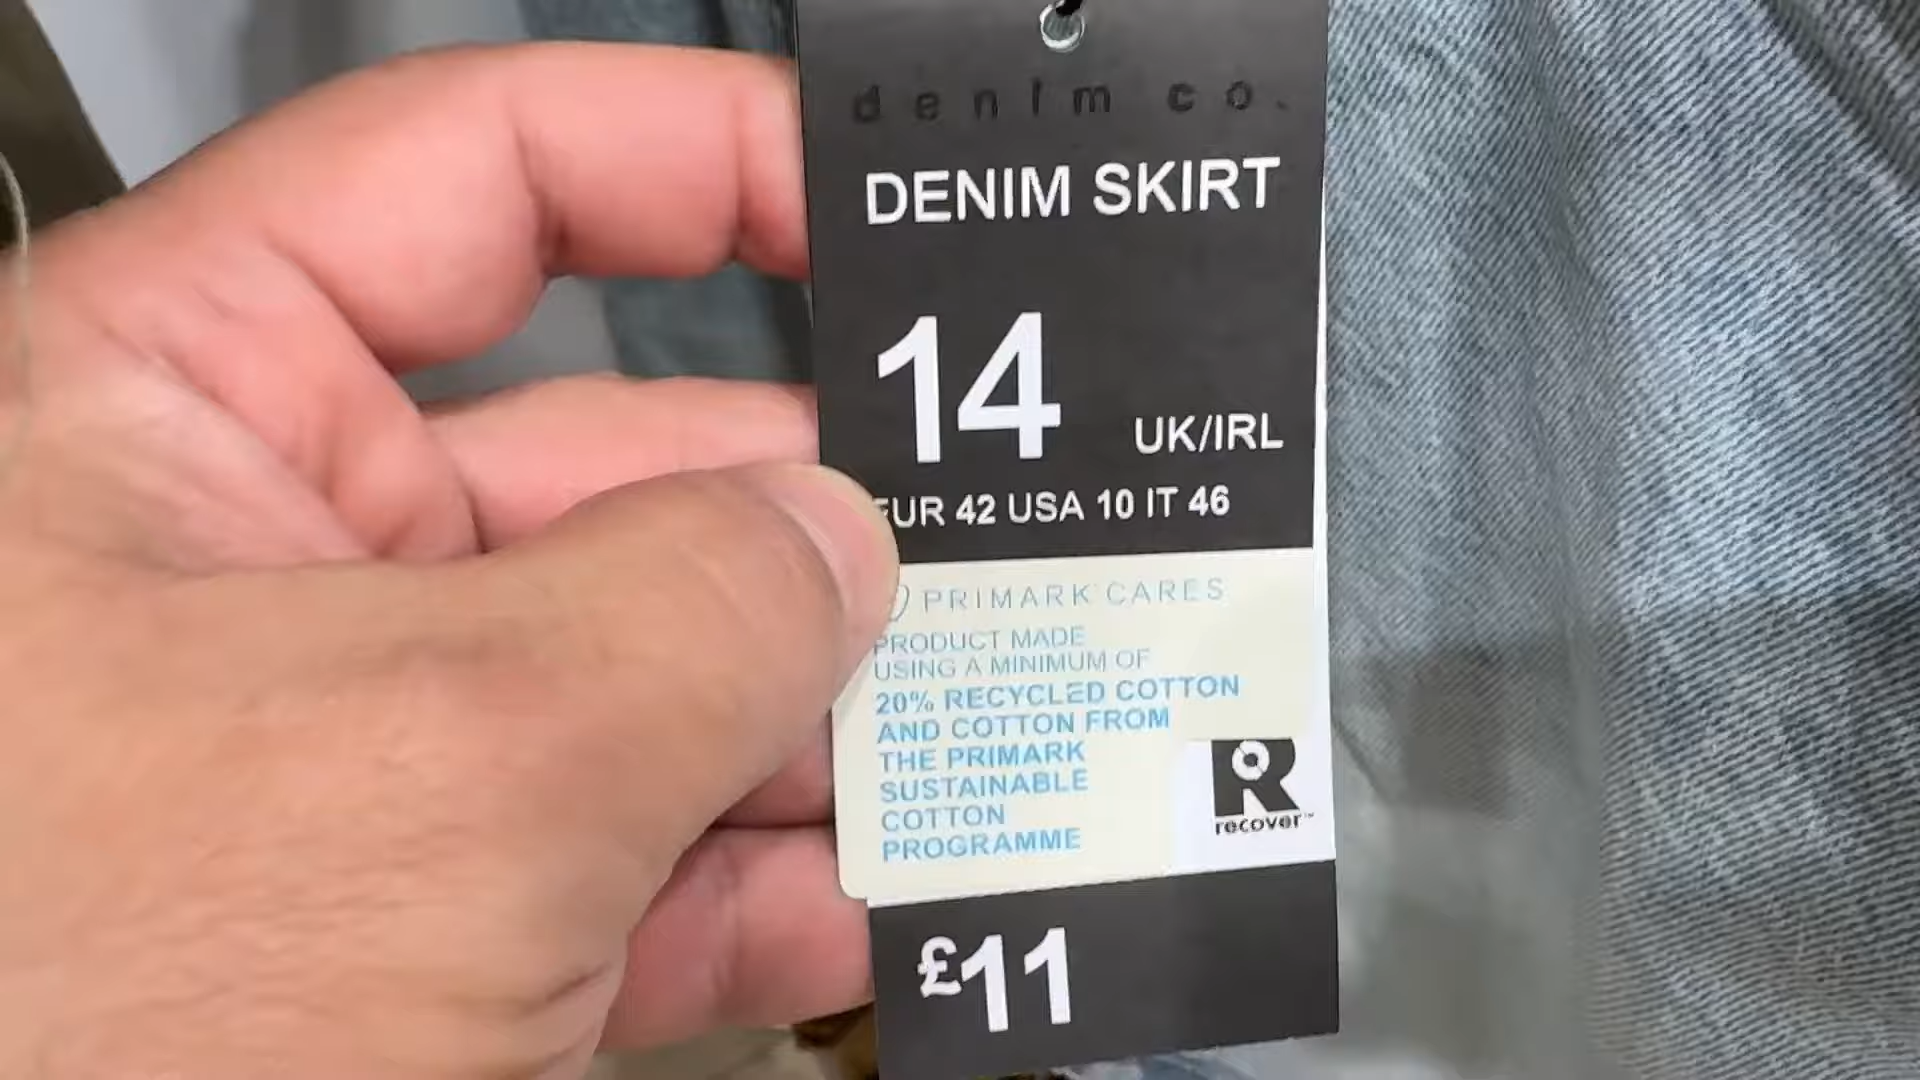 denim co.
DENIM SKIRT
14 UK/IRL
EUR 42 USA 10 IT 46
PRIMARK CARES
PRODUCT MADE
USING A MINIMUM OF
20% RECYCLED COTTON
AND COTTON FROM
THE PRIMARK
SUSTAINABLE
COTTON
PROGRAMME
R
recover™
£11